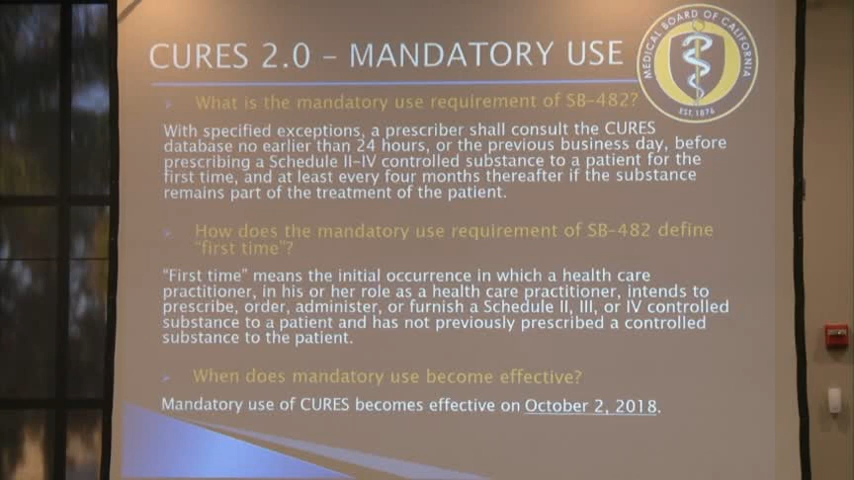 CURES 2.0 – MANDATORY USE
MEDICAL BOARD OF CALIFORNIA
EST. 1876
What is the mandatory use requirement of SB-482?
With specified exceptions, a prescriber shall consult the CURES
database no earlier than 24 hours, or the previous business day, before
prescribing a Schedule II-IV controlled substance to a patient for the
first time, and at least every four months thereafter if the substance
remains part of the treatment of the patient.
How does the mandatory use requirement of SB-482 define
"first time"?
"First time" means the initial occurrence in which a health care
practitioner, in his or her role as a health care practitioner, intends to
prescribe, order, administer, or furnish a Schedule II, III, or IV controlled
substance to a patient and has not previously prescribed a controlled
substance to the patient.
When does mandatory use become effective?
Mandatory use of CURES becomes effective on October 2, 2018.